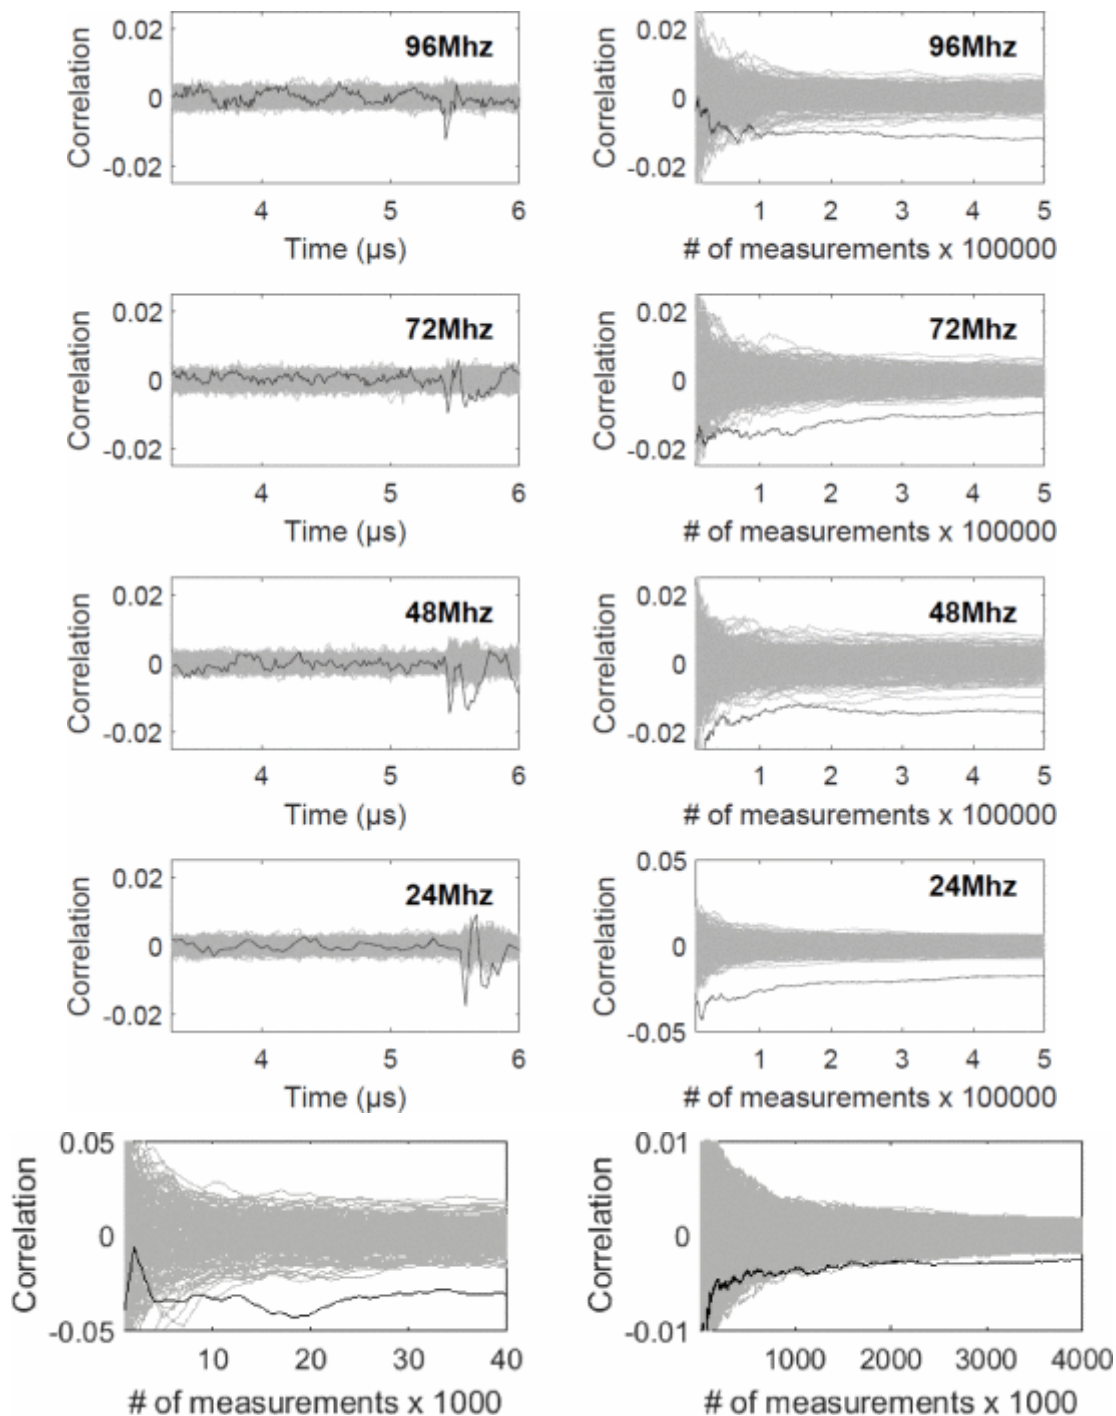 0.02 0 -0.02 Correlation 96Mhz 4 5 6 Time (µs)
0.02 0 -0.02 Correlation 96Mhz 1 2 3 4 5 # of measurements x 100000
0.02 0 -0.02 Correlation 72Mhz 4 5 6 Time (µs)
0.02 0 -0.02 Correlation 72Mhz 1 2 3 4 5 # of measurements x 100000
0.02 0 -0.02 Correlation 48Mhz 4 5 6 Time (µs)
0.02 0 -0.02 Correlation 48Mhz 1 2 3 4 5 # of measurements x 100000
0.02 0 -0.02 Correlation 24Mhz 4 5 6 Time (µs)
0.05 0 -0.05 Correlation 24Mhz 1 2 3 4 5 # of measurements x 100000
0.05 0 -0.05 Correlation 10 20 30 40 # of measurements x 1000
0.01 0 -0.01 Correlation 1000 2000 3000 4000 # of measurements x 1000